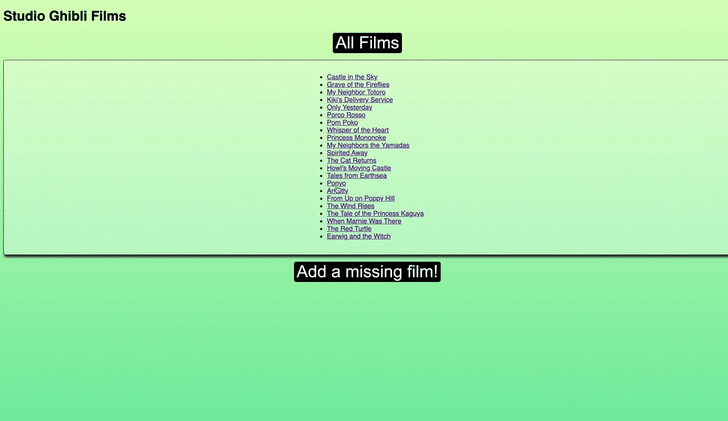 Studio Ghibli Films
All Films
Castle in the Sky
Grave of the Fireflies
My Neighbor Totoro
Kiki's Delivery Service
Only Yesterday
Porco Rosso
Pom Poko
Whisper of the Heart
Princess Mononoke
My Neighbors the Yamadas
Spirited Away
The Cat Returns
Howl's Moving Castle
Tales from Earthsea
Ponyo
From Up on Poppy Hill
The Wind Rises
The Tale of the Princess Kaguya
When Marnie Was There
The Red Turtle
Earwig and the Witch
Add a missing film!